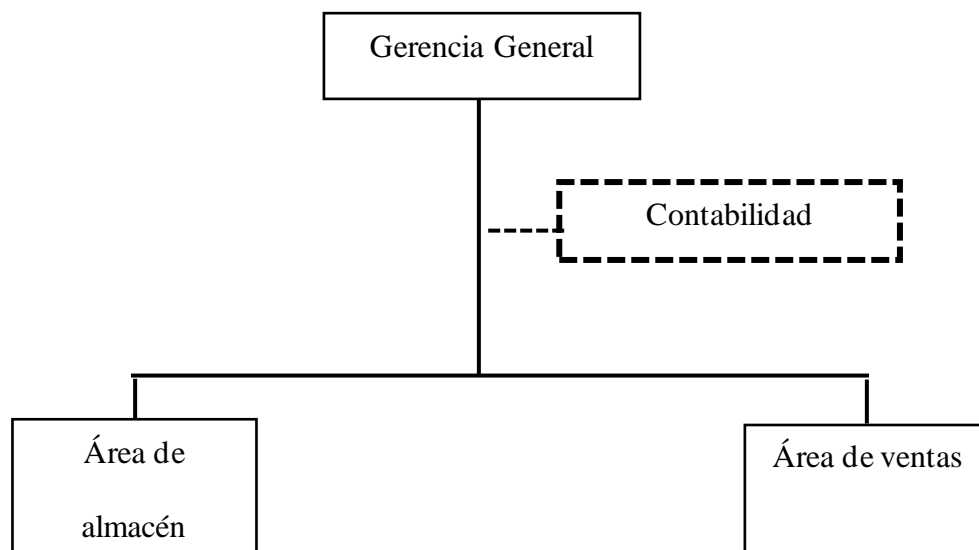 Gerencia General
Contabilidad
Área de
almacén
Área de ventas